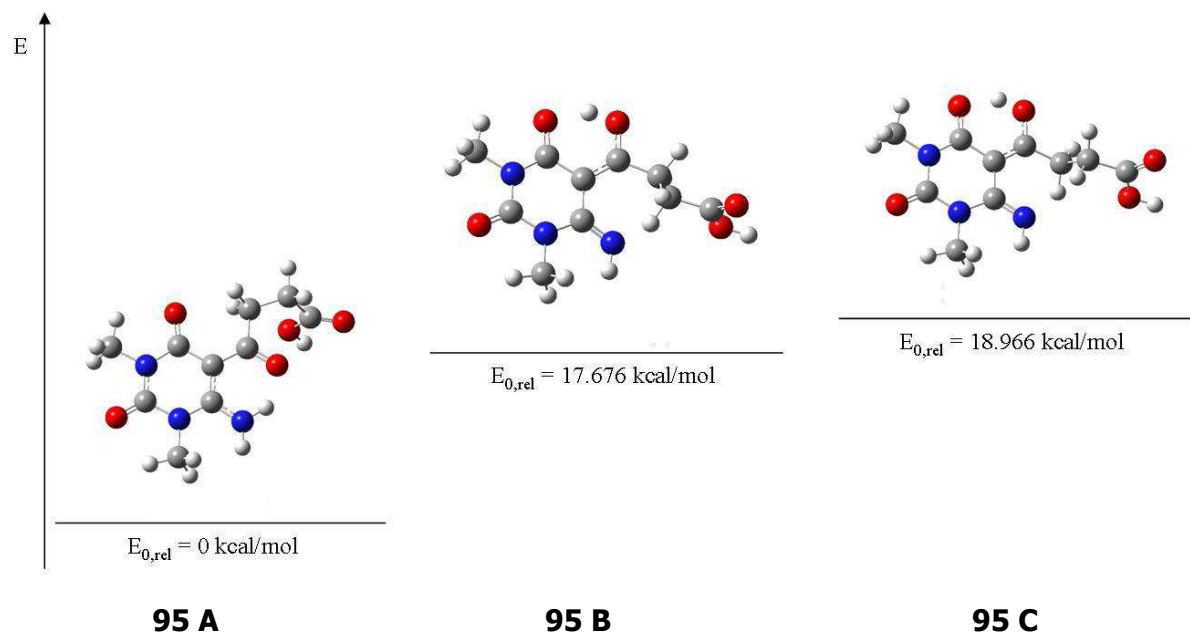 E
E0,rel = 0 kcal/mol
E0,rel = 17.676 kcal/mol
E0,rel = 18.966 kcal/mol
95 A
95 B
95 C